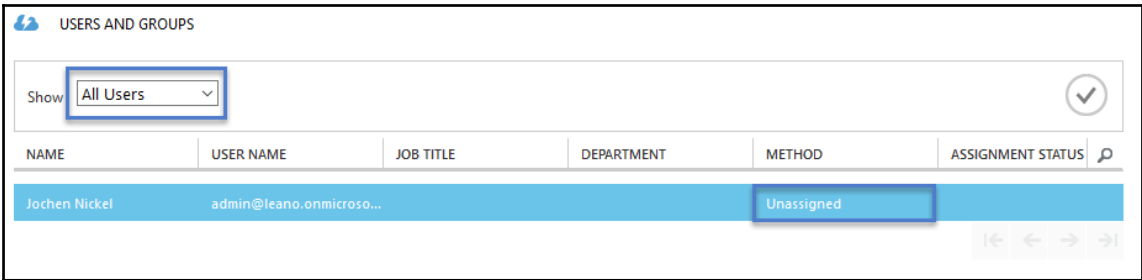 USERS AND GROUPS
Show All Users
NAME USER NAME JOB TITLE DEPARTMENT METHOD ASSIGNMENT STATUS
Jochen Nickel admin@leano.onmicroso... Unassigned